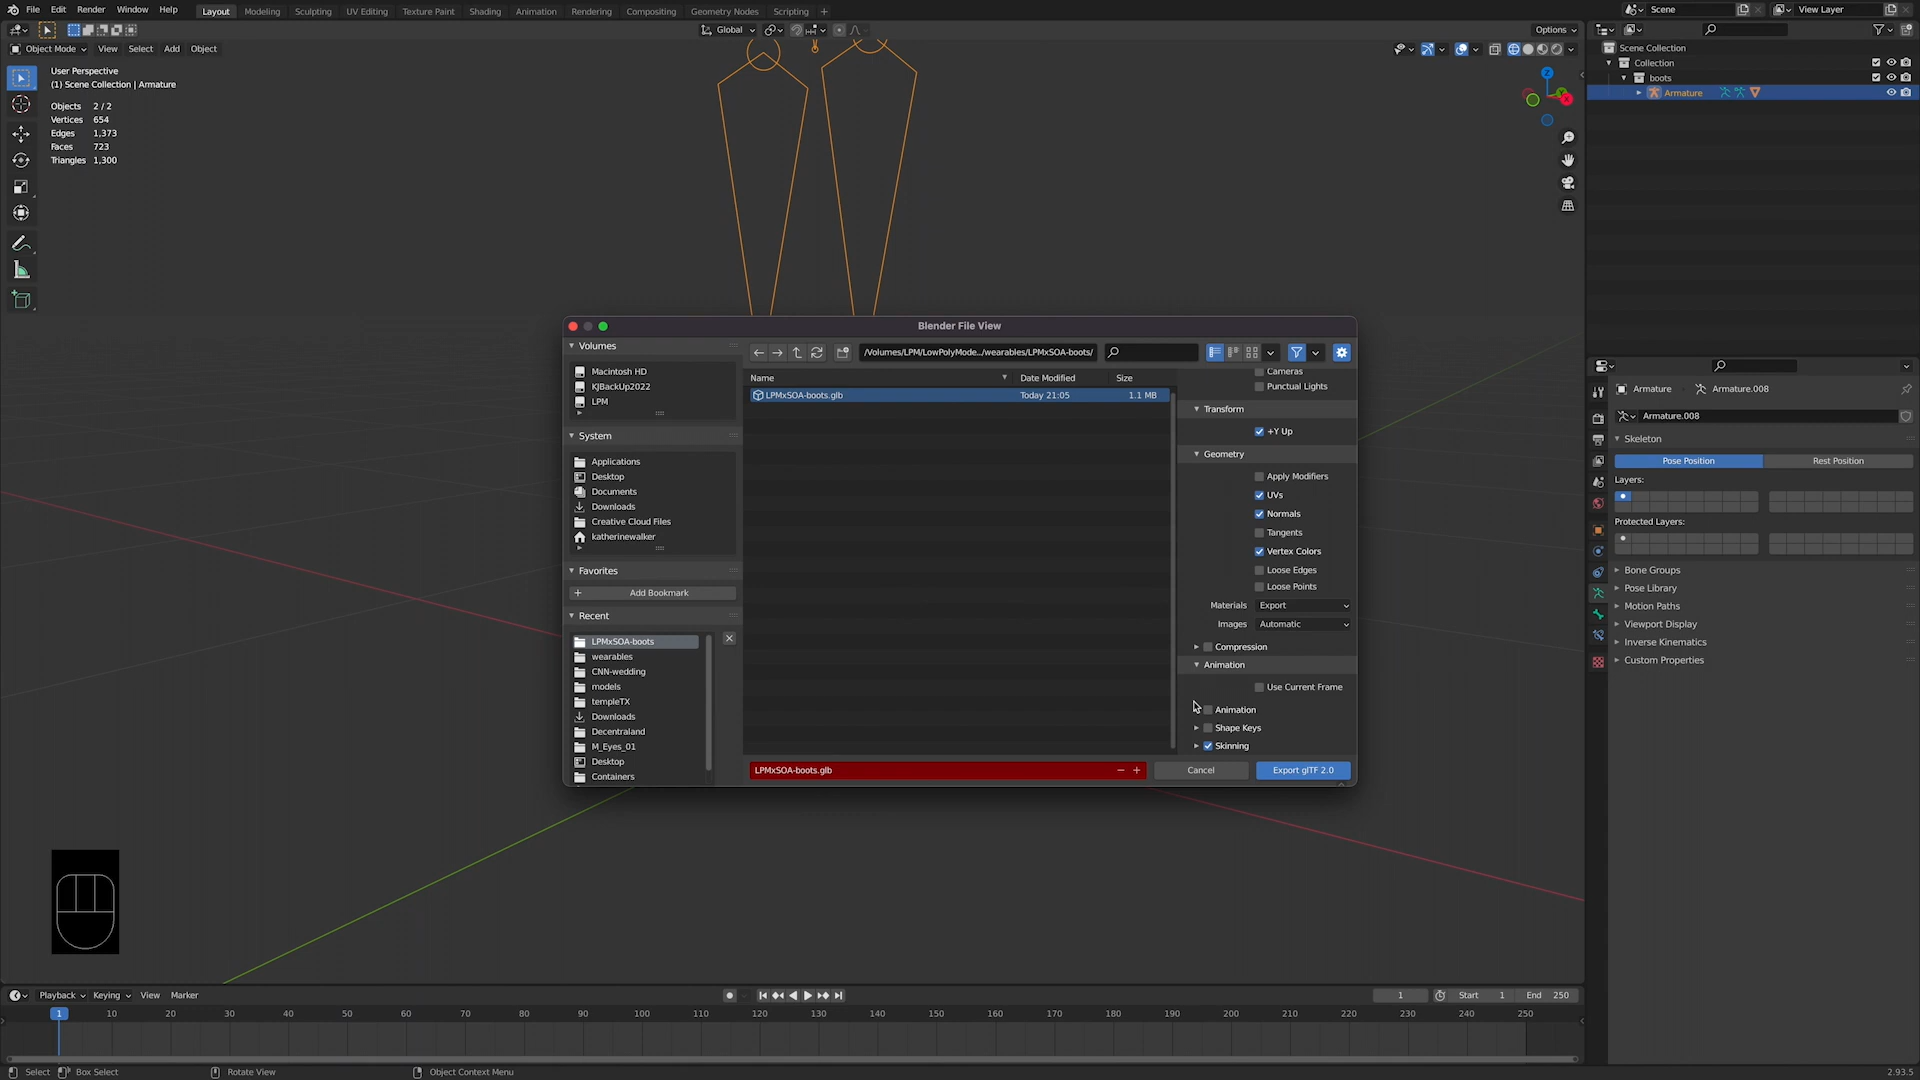 File Edit Render Window Help Layout Modeling Sculpting UV Editing Texture Paint Shading Animation Rendering Compositing Geometry Nodes Scripting + Scene View Layer
Global Options
Object Mode View Select Add Object
User Perspective
(1) Scene Collection | Armature
Objects 2 / 2
Vertices 654
Edges 1,373
Faces 723
Triangles 1,300
Z
Scene Collection
Collection
boots
Armature
Blender File View
Volumes
Macintosh HD
KJBackUp2022
LPM
System
Applications
Desktop
Documents
Downloads
Creative Cloud Files
katherinewalker
Favorites
+ Add Bookmark
Recent
LPMxSOA-boots
wearables
CNN-wedding
models
templeTX
Downloads
Decentraland
M_Eyes_01
Desktop
Containers
/Volumes/LPM/LowPolyMode../wearables/LPMxSOA-boots/
Name Date Modified Size
LPMxSOA-boots.glb Today 21:05 1.1 MB
Cameras
Punctual Lights
Transform
+Y Up
Geometry
Apply Modifiers
UVs
Normals
Tangents
Vertex Colors
Loose Edges
Loose Points
Materials Export
Images Automatic
Compression
Animation
Use Current Frame
Animation
Shape Keys
Skinning
LPMxSOA-boots.glb - + Cancel Export glTF 2.0
Armature Armature.008
Armature.008
Skeleton
Pose Position Rest Position
Layers:
Protected Layers:
Bone Groups
Pose Library
Motion Paths
Viewport Display
Inverse Kinematics
Custom Properties
Playback Keying View Marker 1 Start 1 End 250
1 10 20 30 40 50 60 70 80 90 100 110 120 130 140 150 160 170 180 190 200 210 220 230 240 250
Select Box Select Rotate View Object Context Menu 2.93.5